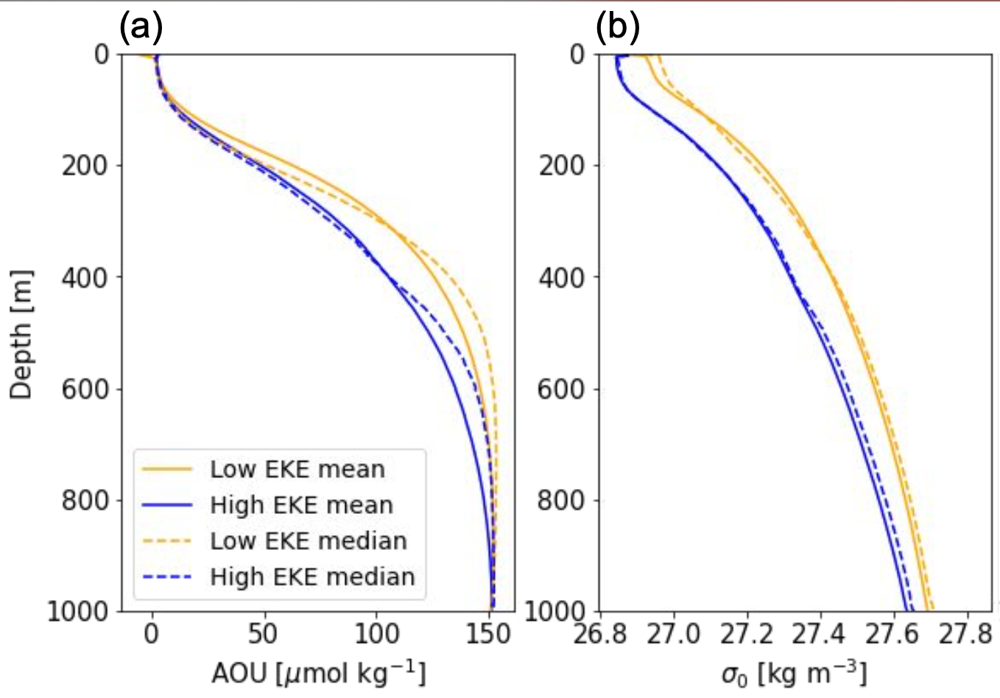 (a)
(b)
0
200
400
600
800
1000
Depth [m]
Low EKE mean
High EKE mean
Low EKE median
High EKE median
0 50 100 150
AOU [μmol kg⁻¹]
0
200
400
600
800
1000
26.8 27.0 27.2 27.4 27.6 27.8
σ₀ [kg m⁻³]